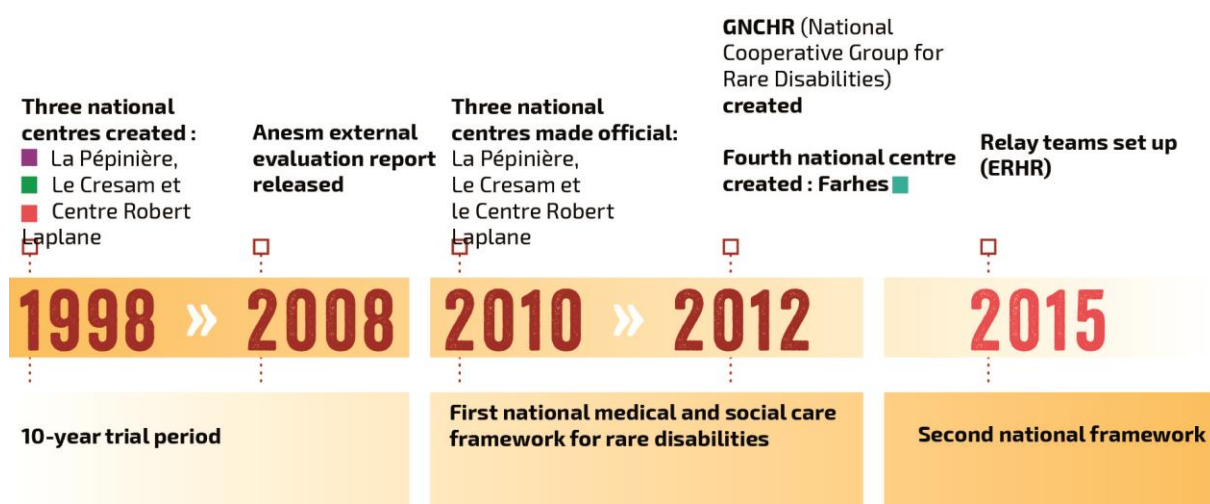 Three national
centres created :
La Pépinière,
Le Cresam et
Centre Robert
Laplane
Anesm external
evaluation report
released
Three national
centres made official:
La Pépinière,
Le Cresam et
le Centre Robert
Laplane
GNCHR (National
Cooperative Group for
Rare Disabilities)
created
Fourth national centre
created : Farhes
Relay teams set up
(ERHR)
1998 » 2008 2010 » 2012 2015
10-year trial period
First national medical and social care
framework for rare disabilities
Second national framework